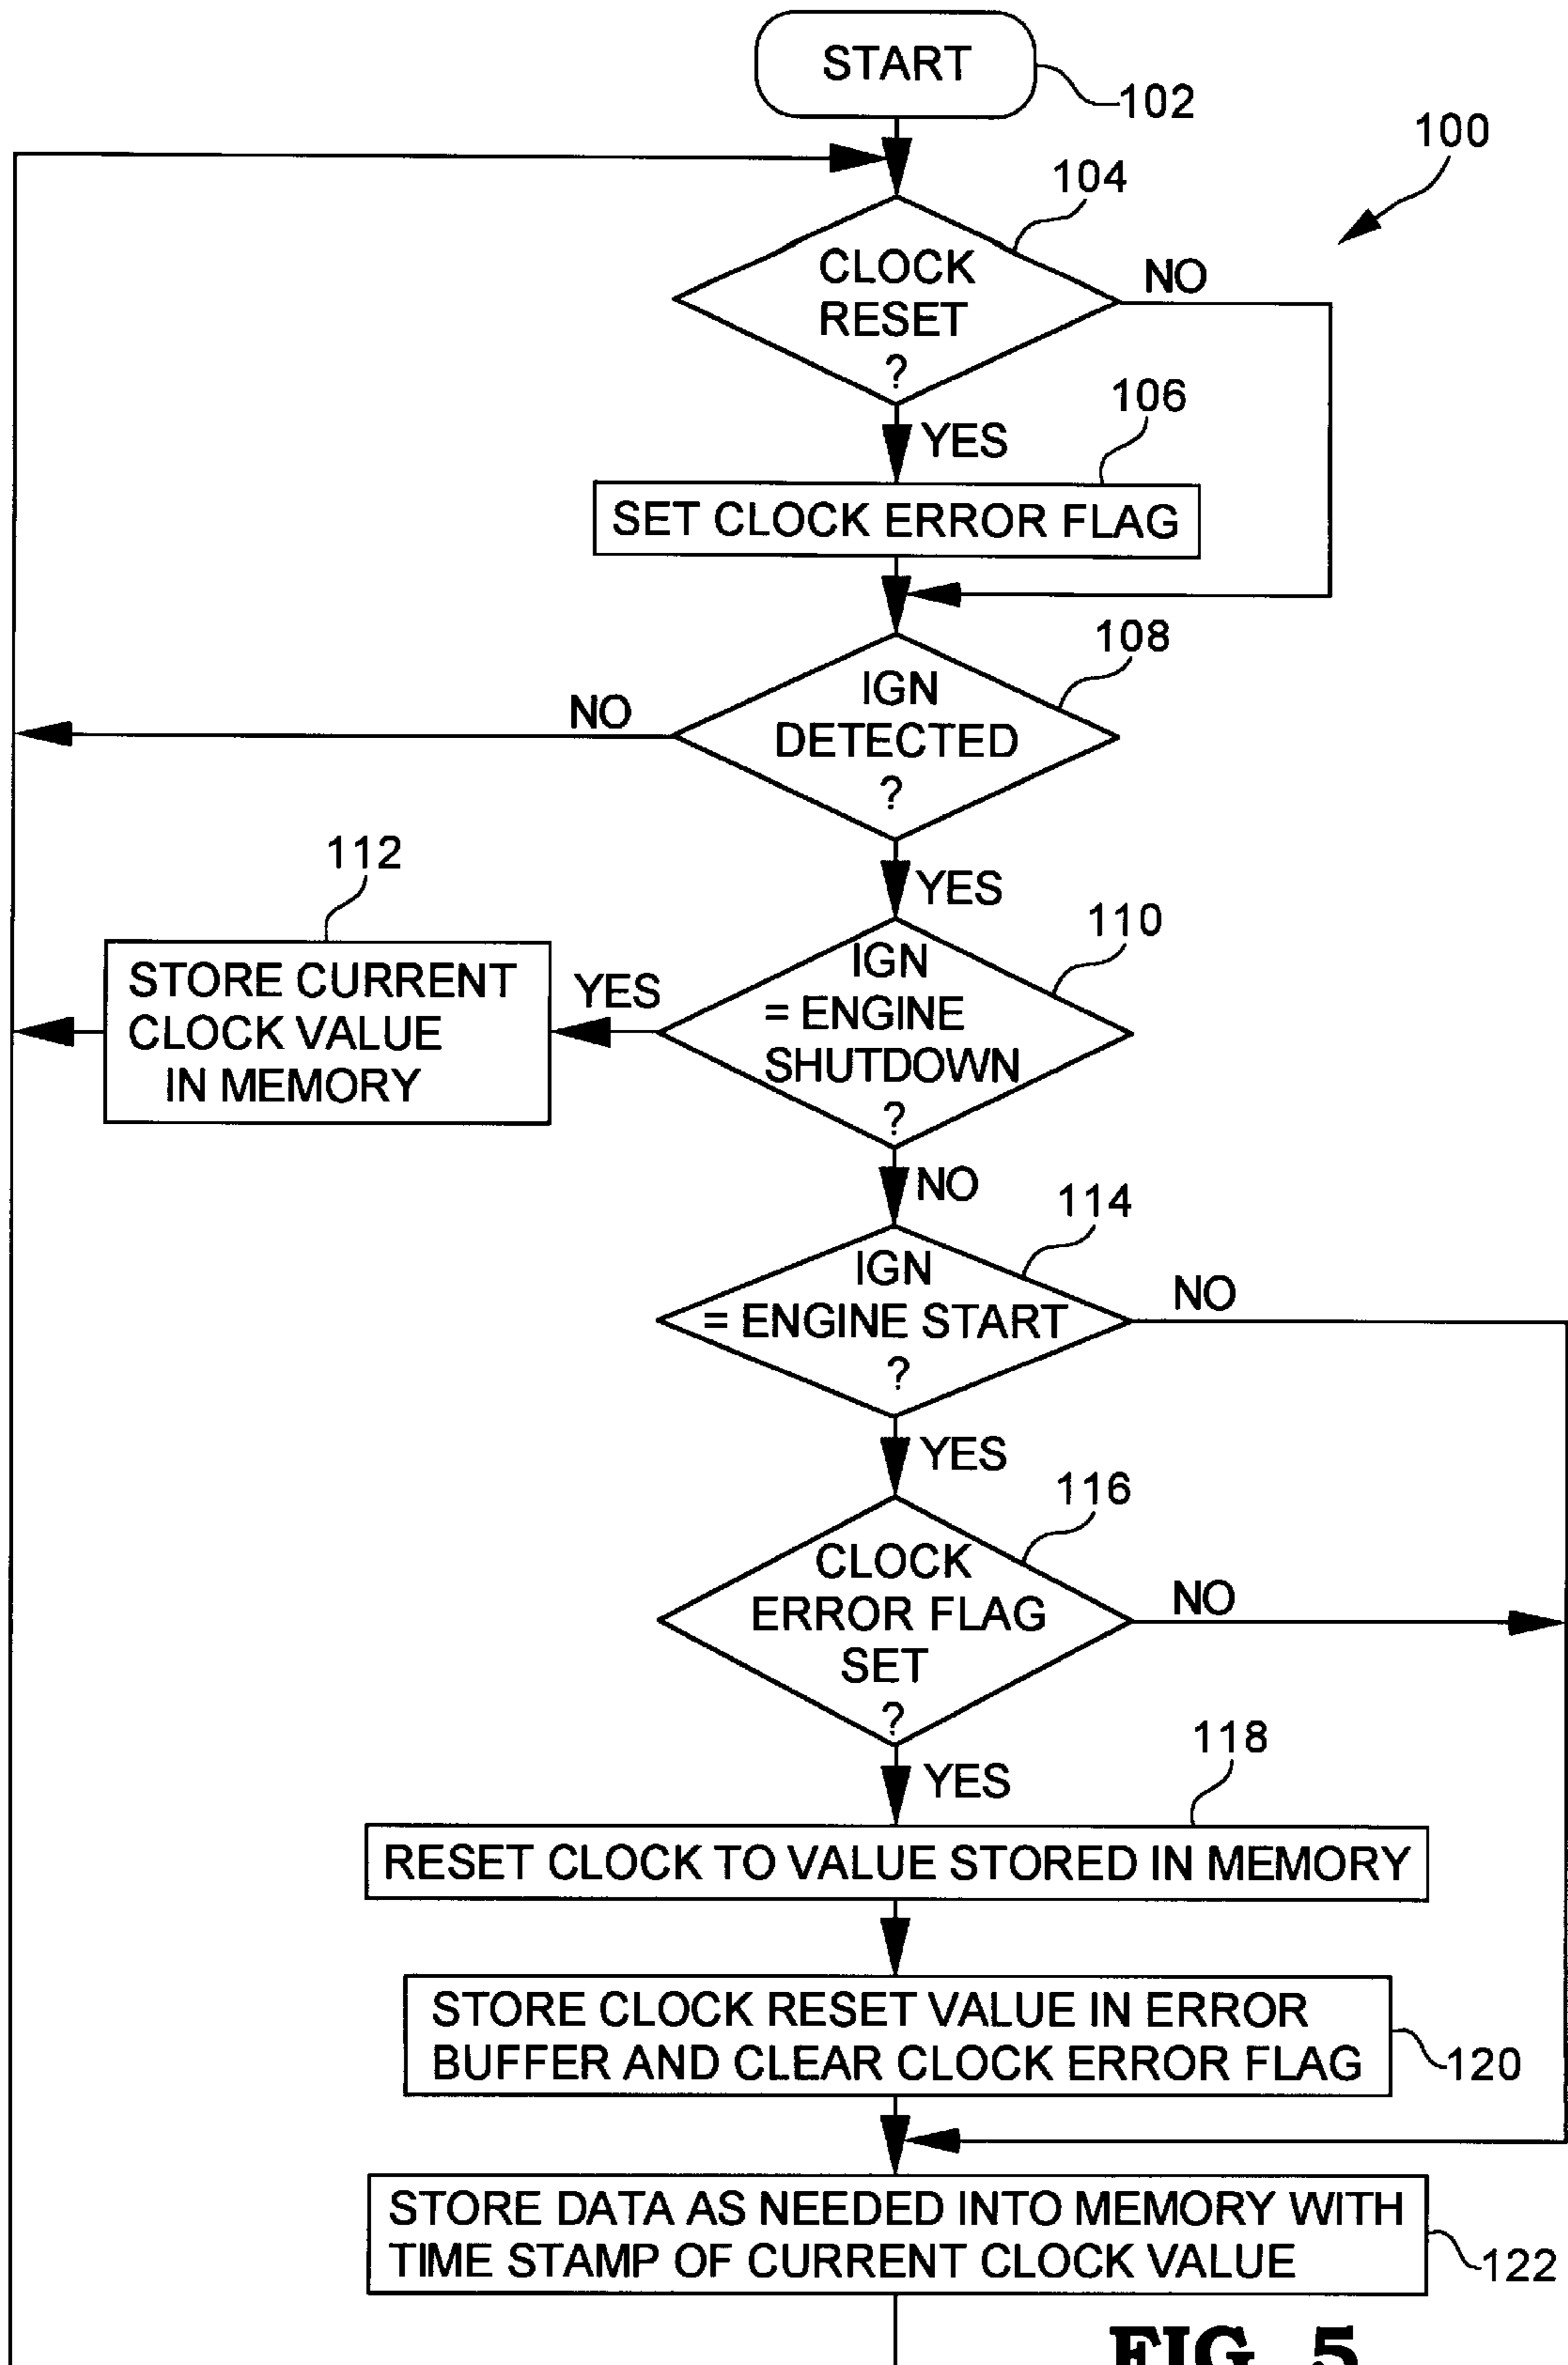 START
102
100
104
CLOCK
RESET
?
NO
YES
106
SET CLOCK ERROR FLAG
108
IGN
DETECTED
?
NO
YES
112
STORE CURRENT
CLOCK VALUE
IN MEMORY
YES
110
IGN
= ENGINE
SHUTDOWN
?
NO
114
IGN
= ENGINE START
?
NO
YES
116
CLOCK
ERROR FLAG
SET
?
NO
YES
118
RESET CLOCK TO VALUE STORED IN MEMORY
STORE CLOCK RESET VALUE IN ERROR
BUFFER AND CLEAR CLOCK ERROR FLAG
120
STORE DATA AS NEEDED INTO MEMORY WITH
TIME STAMP OF CURRENT CLOCK VALUE
122
FIG. 5